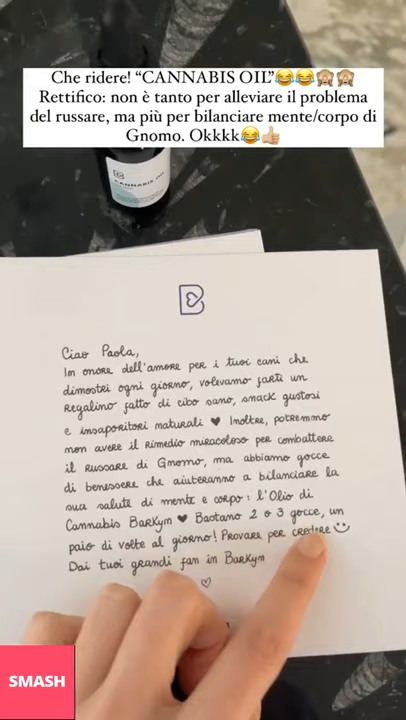 Che ridere! “CANNABIS OIL”😂😂🙈🙈
Rettifico: non è tanto per alleviare il problema
del russare, ma più per bilanciare mente/corpo di
Gnomo. Okkkk😂👍🏼
B
CANNABIS OIL
B
Ciao Paola,
In onore dell'amore per i tuoi cani che
dimostri ogni giorno, volevamo farti un
regalino fatto di cibo sano, smack gustosi
e insaporitori naturali ♥ Inoltre, potremmo
non avere il rimedio miracoloso per combattere
il russare di Gnomo, ma abbiamo gocce
di benessere che aiuteranno a bilanciare la
sua salute di mente e corpo: l'Olio di
Cannabis Barkyn ♥ Bastano 2 o 3 gocce, un
paio di volte al giorno! Provare per credere ☺
Dai tuoi grandi fan in Barkyn
♡
SMASH